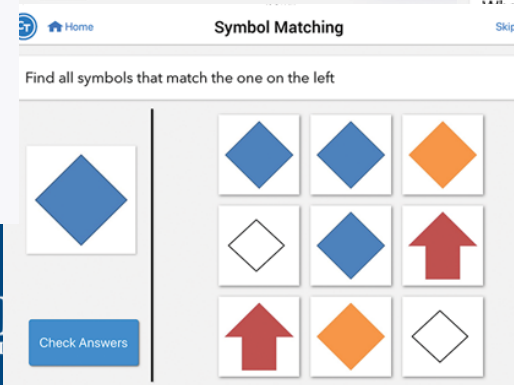 Home
Symbol Matching
Skip
Find all symbols that match the one on the left
Check Answers